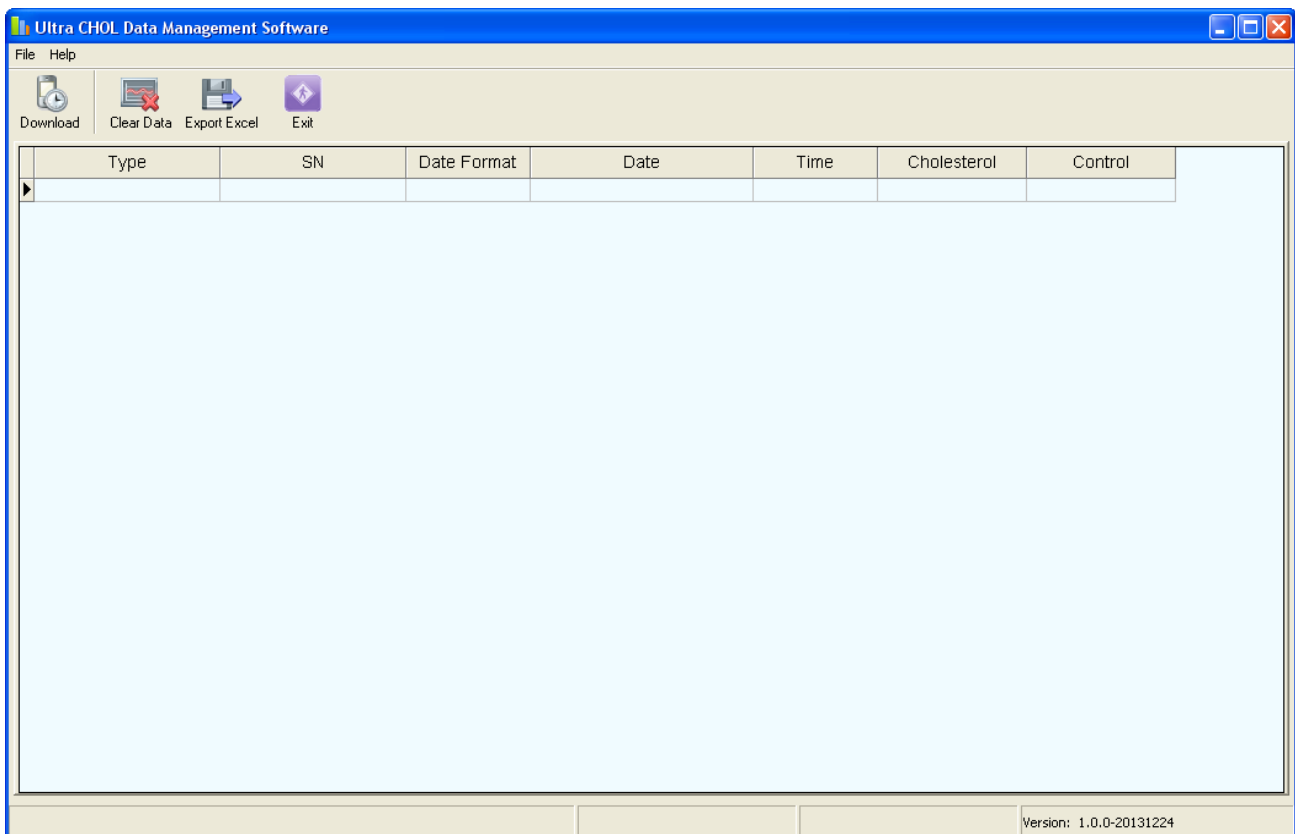 Ultra CHOL Data Management Software
File Help
Download Clear Data Export Excel Exit
Type SN Date Format Date Time Cholesterol Control
Version: 1.0.0-20131224